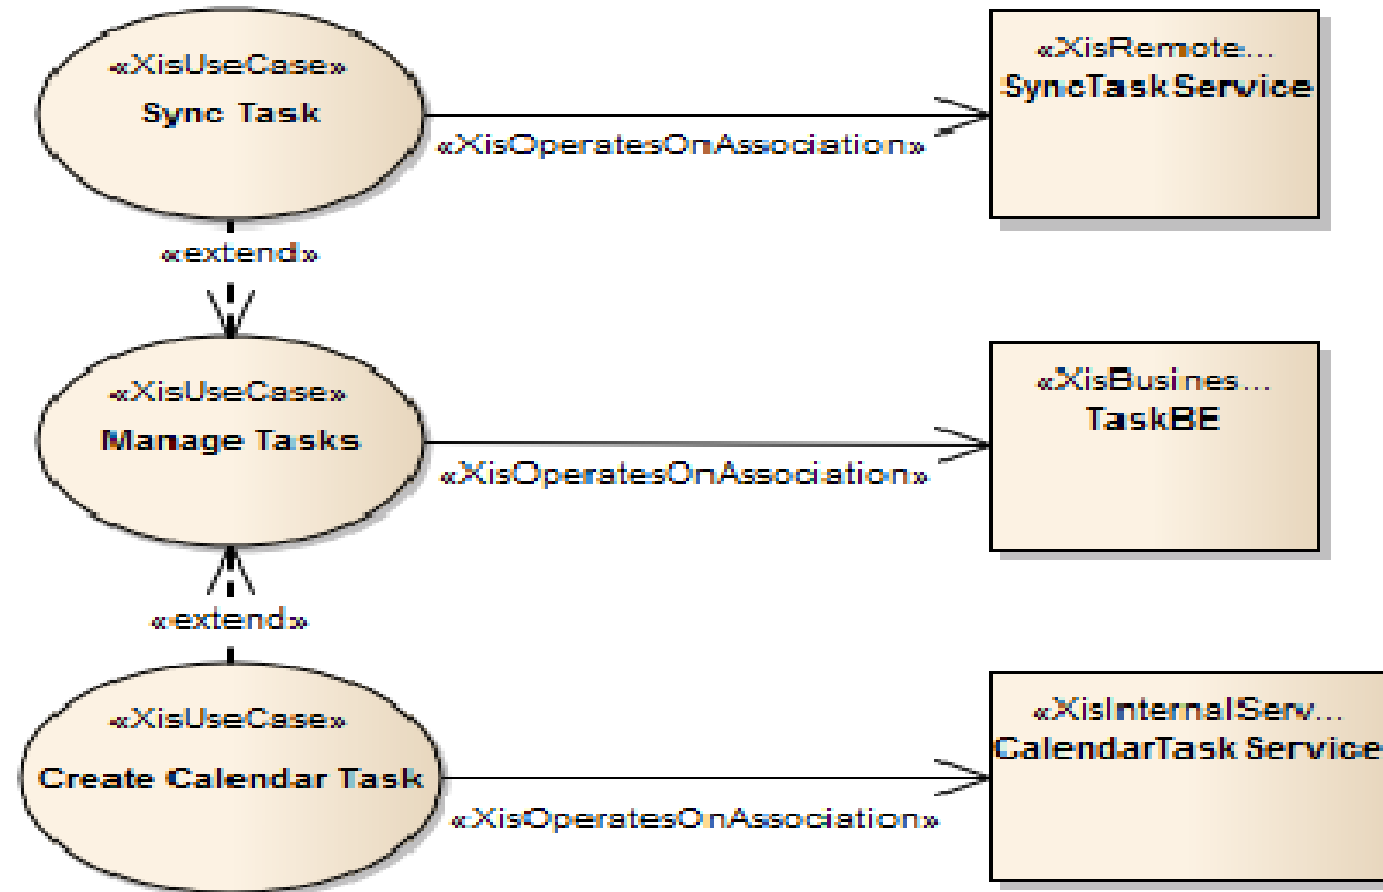 «XisUseCase»
Sync Task
«XisOperatesOnAssociation»
«XisRemote...
SyncTaskService
«extend»
«XisUseCase»
Manage Tasks
«XisOperatesOnAssociation»
«XisBusines...
TaskBE
«extend»
«XisUseCase»
Create Calendar Task
«XisOperatesOnAssociation»
«XisInternalServ...
CalendarTaskService